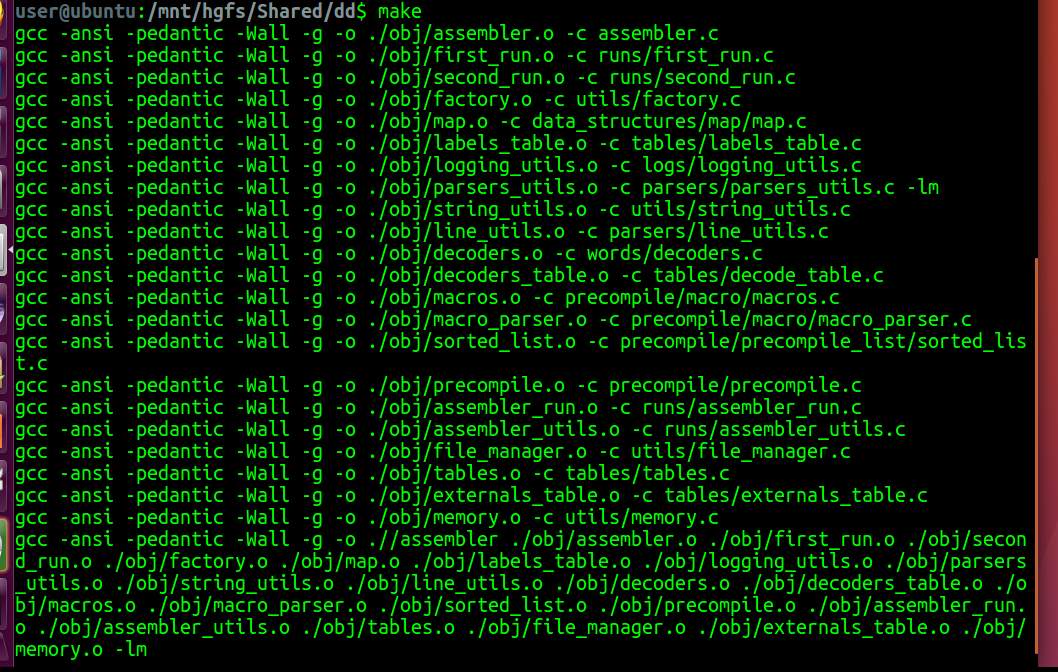 user@ubuntu:/mnt/hgfs/Shared/dd$ make
gcc -ansi -pedantic -Wall -g -o ./obj/assembler.o -c assembler.c
gcc -ansi -pedantic -Wall -g -o ./obj/first_run.o -c runs/first_run.c
gcc -ansi -pedantic -Wall -g -o ./obj/second_run.o -c runs/second_run.c
gcc -ansi -pedantic -Wall -g -o ./obj/factory.o -c utils/factory.c
gcc -ansi -pedantic -Wall -g -o ./obj/map.o -c data_structures/map/map.c
gcc -ansi -pedantic -Wall -g -o ./obj/labels_table.o -c tables/labels_table.c
gcc -ansi -pedantic -Wall -g -o ./obj/logging_utils.o -c logs/logging_utils.c
gcc -ansi -pedantic -Wall -g -o ./obj/parsers_utils.o -c parsers/parsers_utils.c -lm
gcc -ansi -pedantic -Wall -g -o ./obj/string_utils.o -c utils/string_utils.c
gcc -ansi -pedantic -Wall -g -o ./obj/line_utils.o -c parsers/line_utils.c
gcc -ansi -pedantic -Wall -g -o ./obj/decoders.o -c words/decoders.c
gcc -ansi -pedantic -Wall -g -o ./obj/decoders_table.o -c tables/decode_table.c
gcc -ansi -pedantic -Wall -g -o ./obj/macros.o -c precompile/macro/macros.c
gcc -ansi -pedantic -Wall -g -o ./obj/macro_parser.o -c precompile/macro/macro_parser.c
gcc -ansi -pedantic -Wall -g -o ./obj/sorted_list.o -c precompile/precompile_list/sorted_lis
t.c
gcc -ansi -pedantic -Wall -g -o ./obj/precompile.o -c precompile/precompile.c
gcc -ansi -pedantic -Wall -g -o ./obj/assembler_run.o -c runs/assembler_run.c
gcc -ansi -pedantic -Wall -g -o ./obj/assembler_utils.o -c runs/assembler_utils.c
gcc -ansi -pedantic -Wall -g -o ./obj/file_manager.o -c utils/file_manager.c
gcc -ansi -pedantic -Wall -g -o ./obj/tables.o -c tables/tables.c
gcc -ansi -pedantic -Wall -g -o ./obj/externals_table.o -c tables/externals_table.c
gcc -ansi -pedantic -Wall -g -o ./obj/memory.o -c utils/memory.c
gcc -ansi -pedantic -Wall -g -o .//assembler ./obj/assembler.o ./obj/first_run.o ./obj/secon
d_run.o ./obj/factory.o ./obj/map.o ./obj/labels_table.o ./obj/logging_utils.o ./obj/parsers
_utils.o ./obj/string_utils.o ./obj/line_utils.o ./obj/decoders.o ./obj/decoders_table.o ./o
bj/macros.o ./obj/macro_parser.o ./obj/sorted_list.o ./obj/precompile.o ./obj/assembler_run.
o ./obj/assembler_utils.o ./obj/tables.o ./obj/file_manager.o ./obj/externals_table.o ./obj/
memory.o -lm